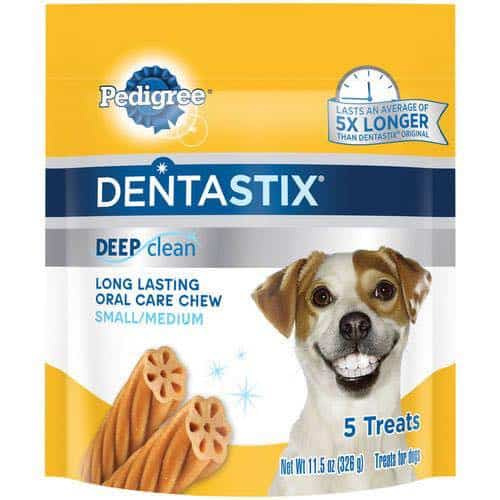 Pedigree®
LASTS AN AVERAGE OF
5X LONGER
THAN DENTASTIX® ORIGINAL
DENTASTIX®
DEEP clean
LONG LASTING
ORAL CARE CHEW
SMALL/MEDIUM
5 Treats
Net Wt 11.5 oz (326 g) Treats for dogs